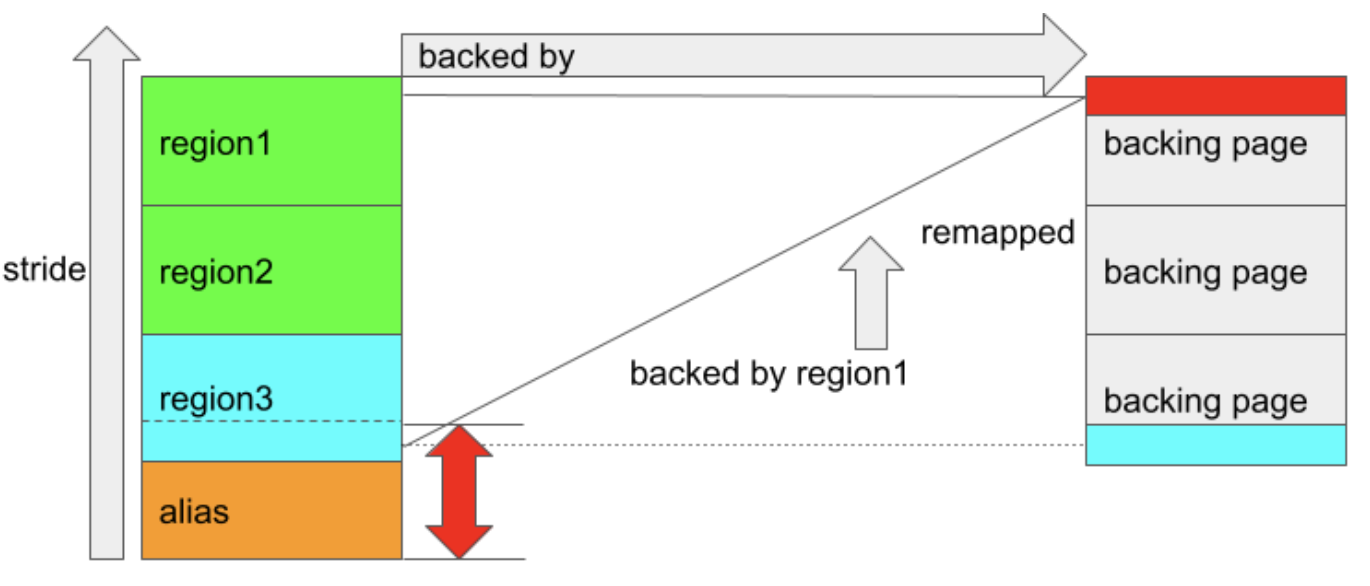 backed by
region1
backing page
remapped
stride
region2
backing page
backed by region1
region3
backing page
alias